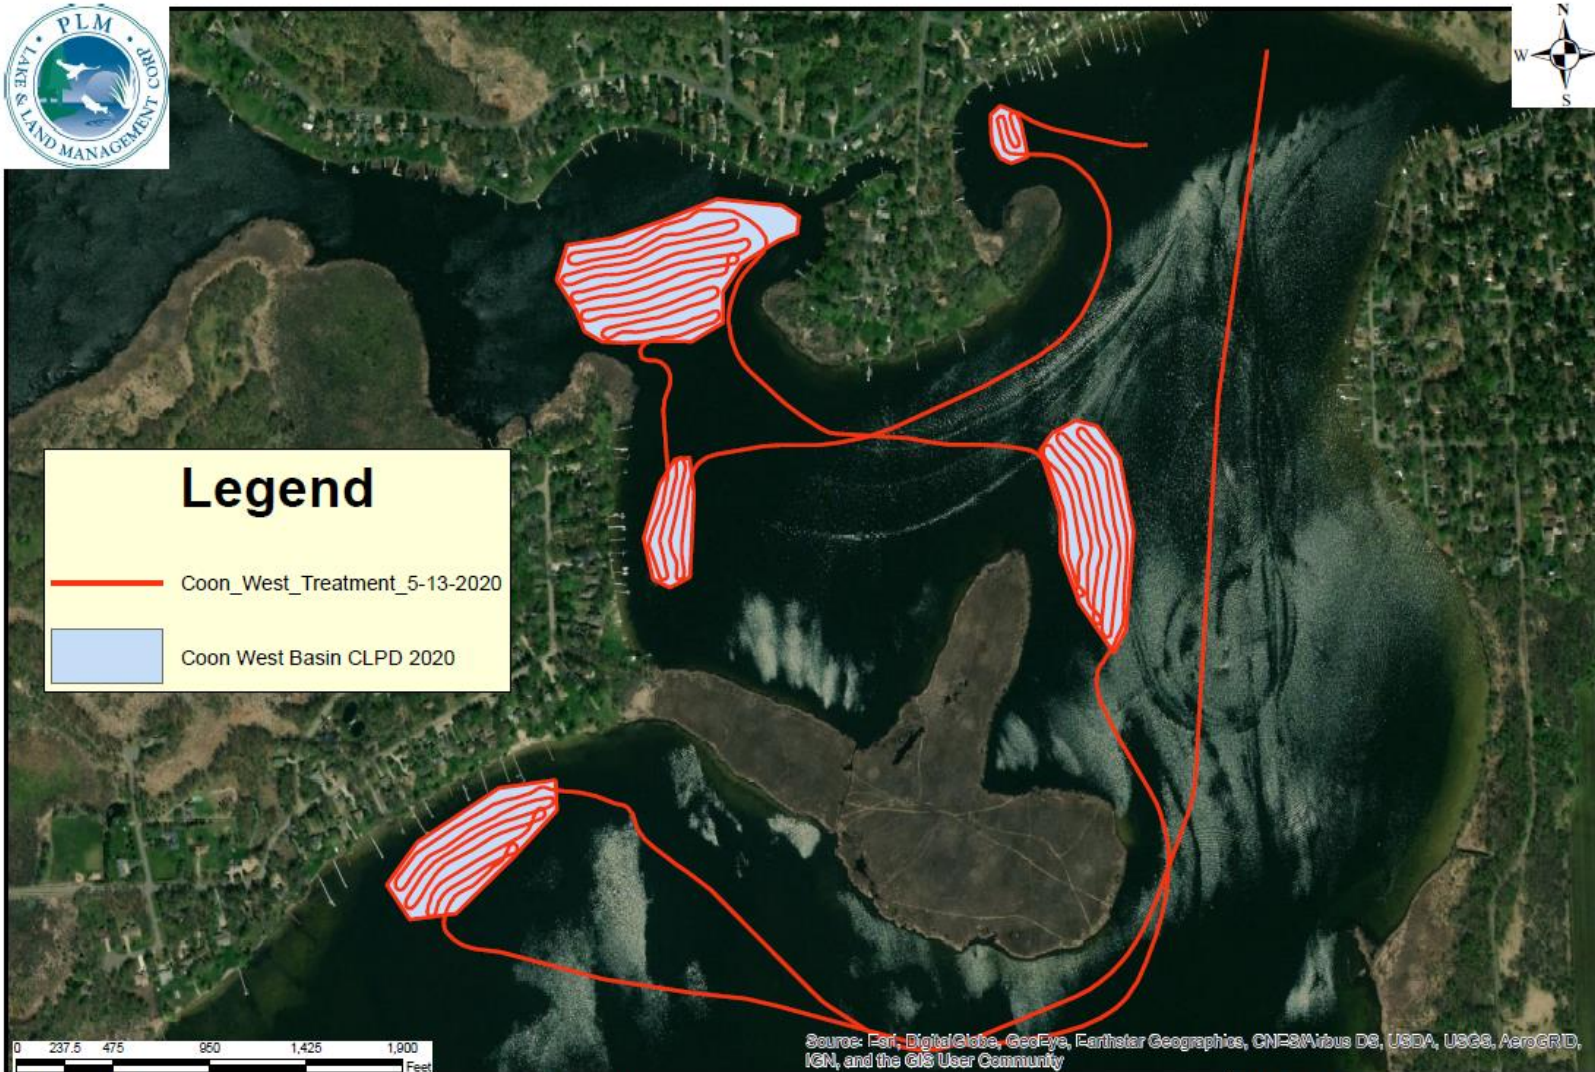 PLM
LAKE & LAND MANAGEMENT CORP
N
W
S
Legend
Coon_West_Treatment_5-13-2020
Coon West Basin CLPD 2020
0 237.5 475 950 1,425 1,900
Feet
Source: Esri, DigitalGlobe, GeoEye, Earthstar Geographics, CNES/Airbus DS, USDA, USGS, AeroGRID,
IGN, and the GIS User Community